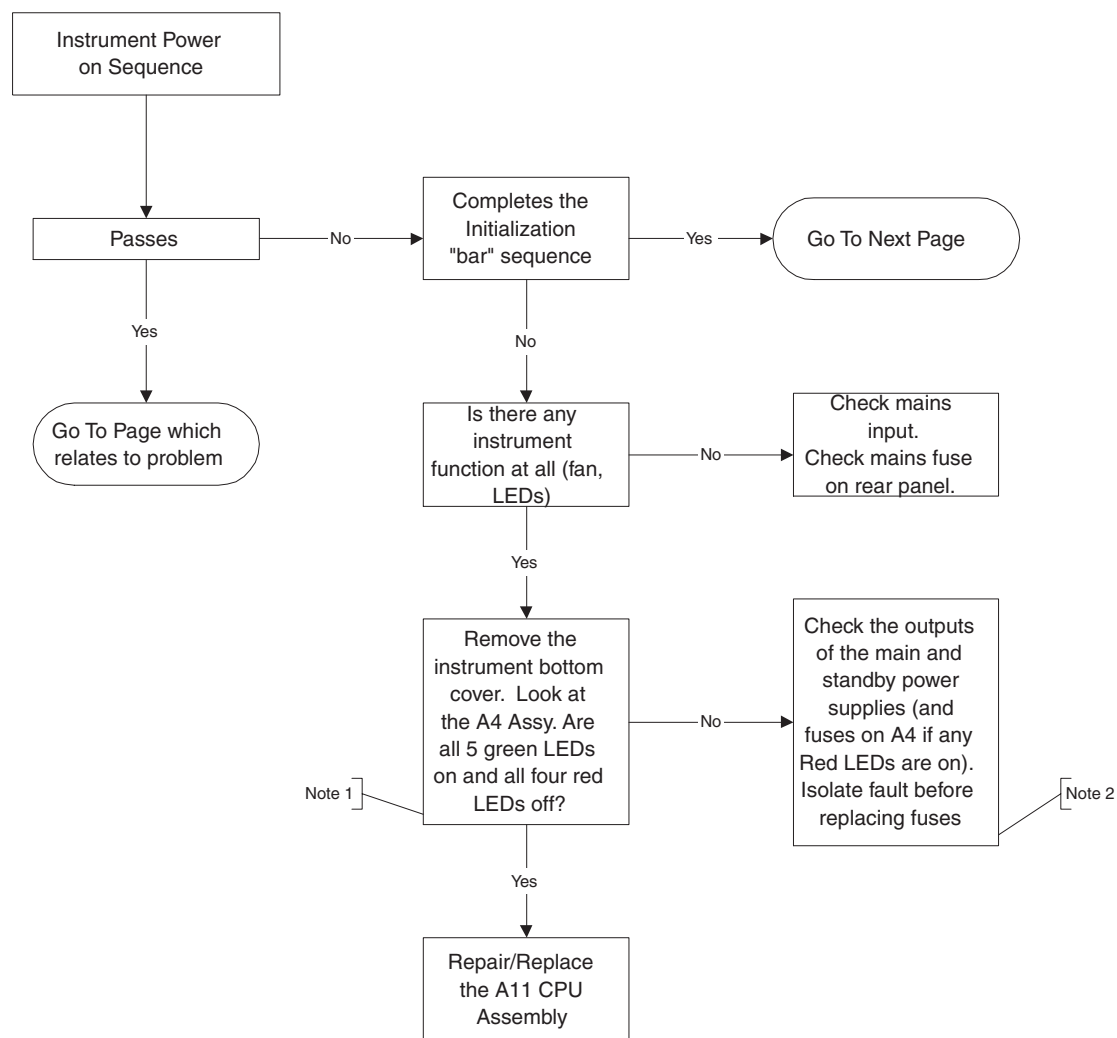 Instrument Power
on Sequence
Passes
No
Completes the
Initialization
"bar" sequence
Yes
Go To Next Page
Yes
No
Go To Page which
relates to problem
Is there any
instrument
function at all (fan,
LEDs)
No
Check mains
input.
Check mains fuse
on rear panel.
Yes
Remove the
instrument bottom
cover. Look at
the A4 Assy. Are
all 5 green LEDs
on and all four red
LEDs off?
No
Check the outputs
of the main and
standby power
supplies (and
fuses on A4 if any
Red LEDs are on).
Isolate fault before
replacing fuses
Note 1
Note 2
Yes
Repair/Replace
the A11 CPU
Assembly